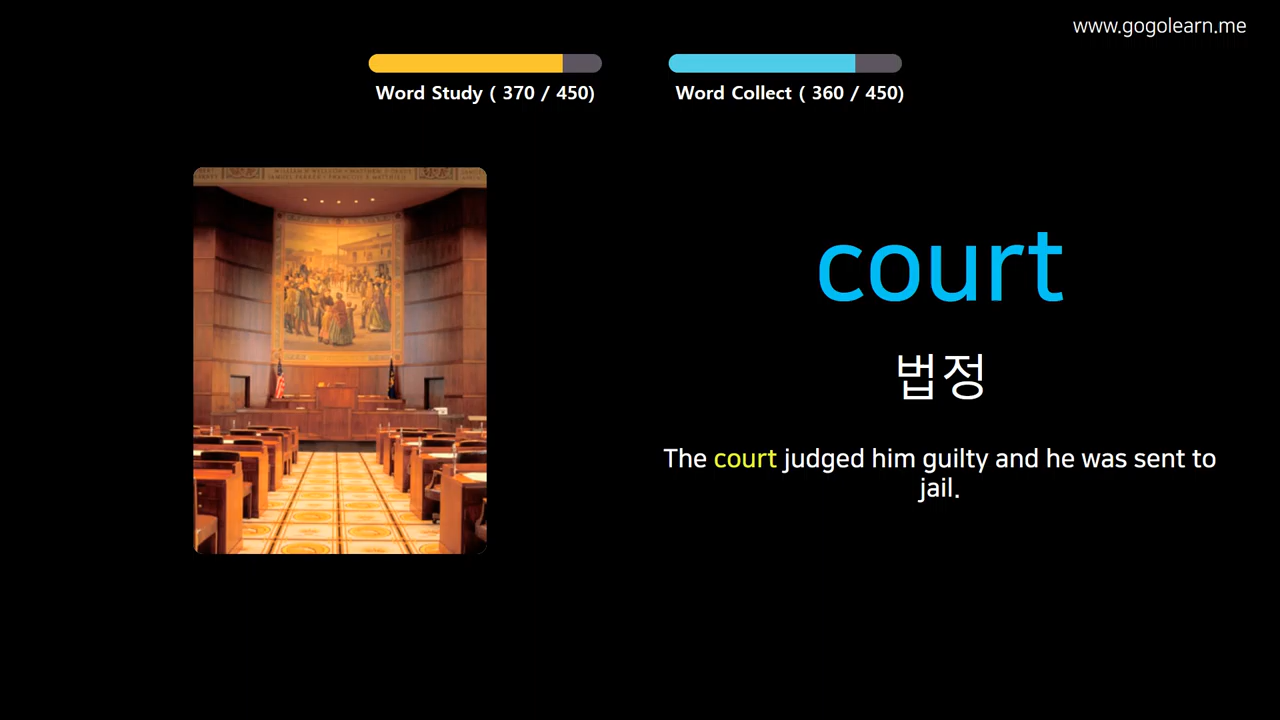 www.gogolearn.me
Word Study ( 370 / 450)
Word Collect ( 360 / 450)
court
법정
The court judged him guilty and he was sent to
jail.